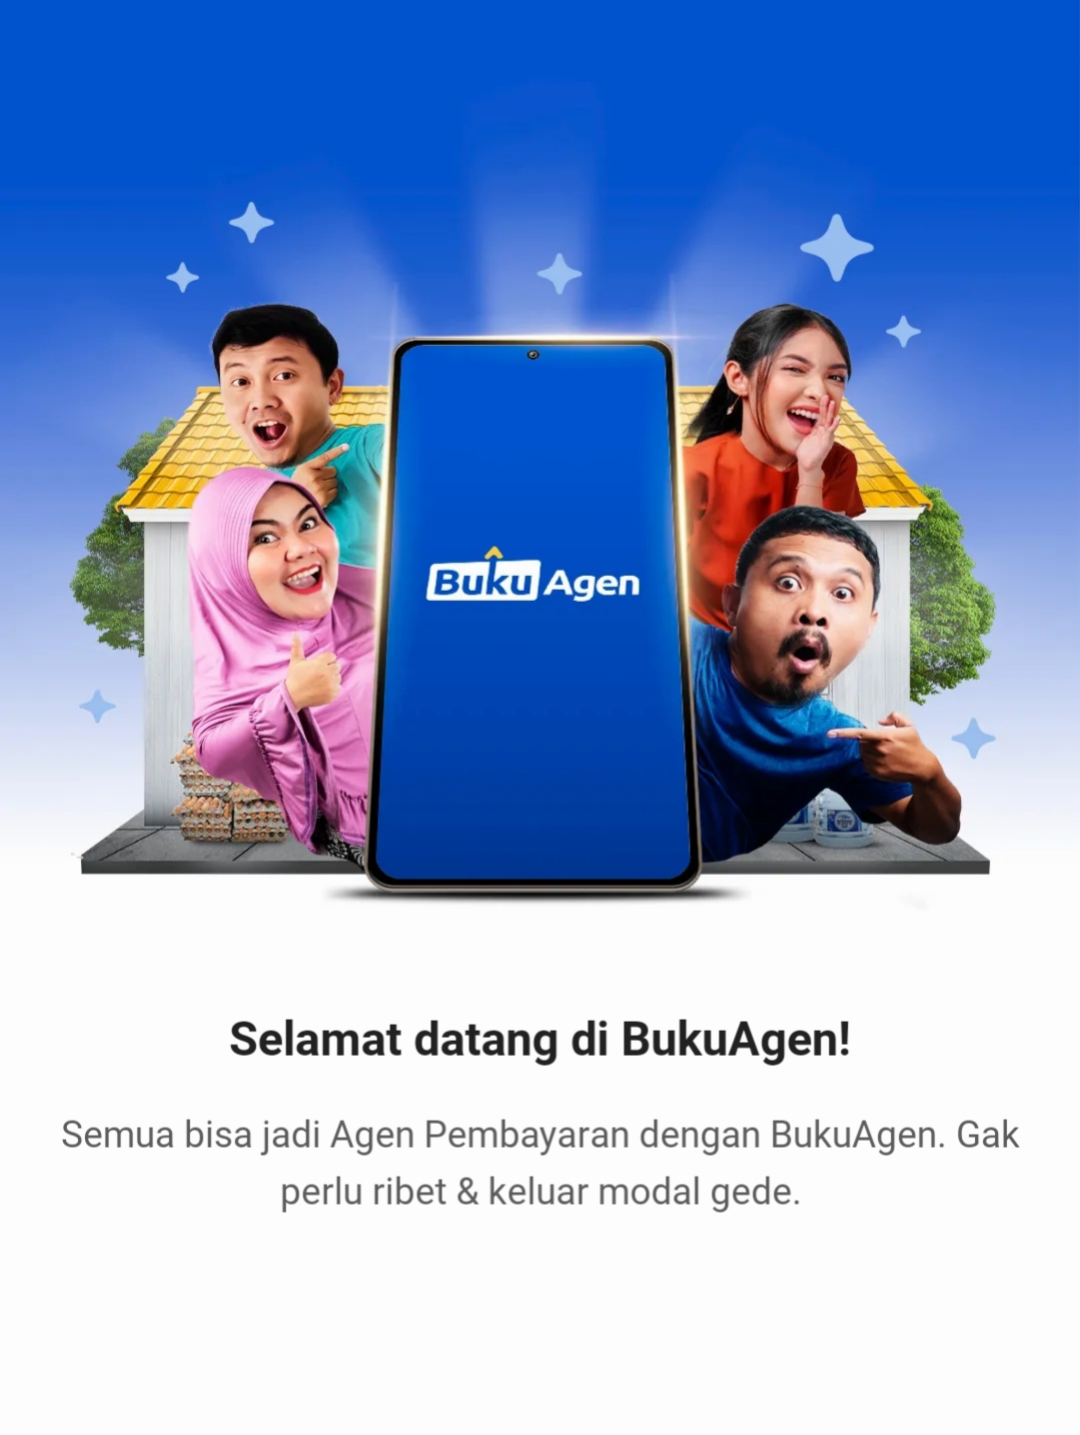 Buku Agen
Selamat datang di BukuAgen!
Semua bisa jadi Agen Pembayaran dengan BukuAgen. Gak
perlu ribet & keluar modal gede.